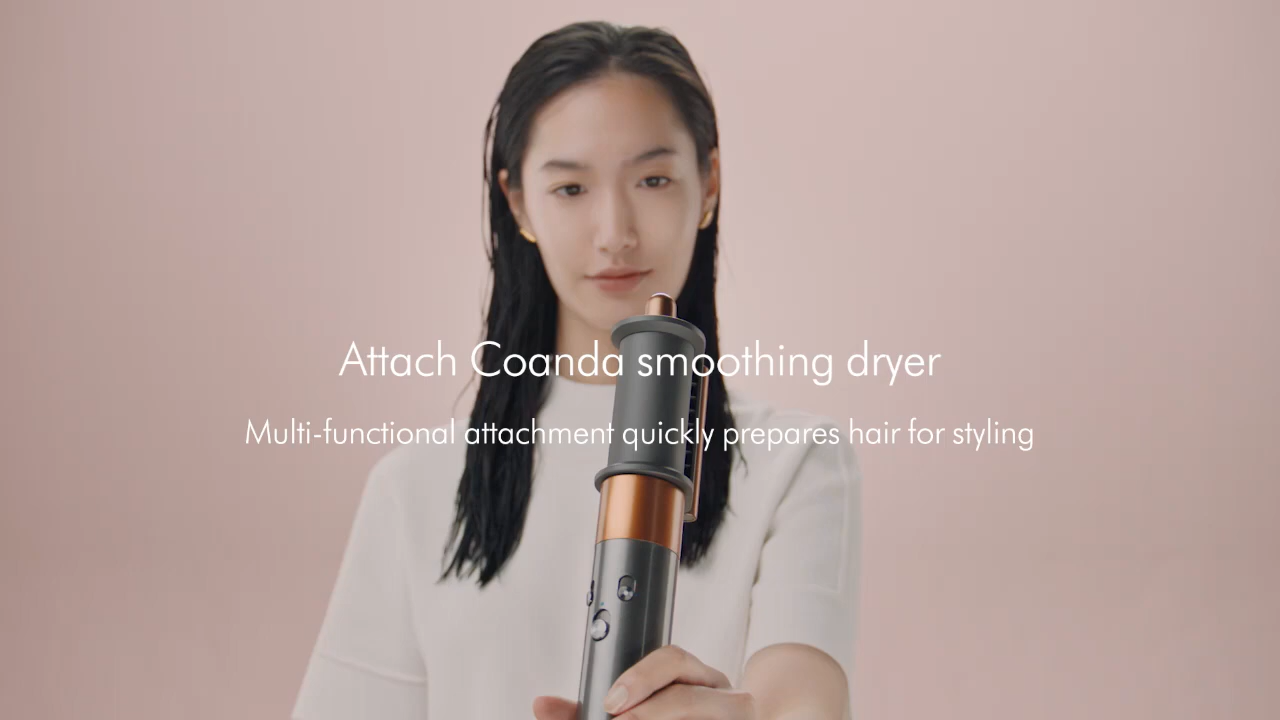 Attach Coanda smoothing dryer
Multi-functional attachment quickly prepares hair for styling